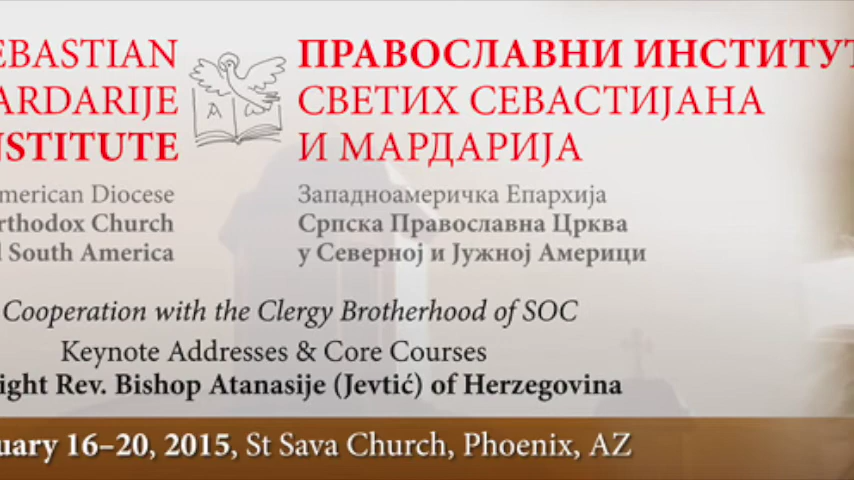 EBASTIAN
ARDARIJE
NSTITUTE
ПРАВОСЛАВНИ ИНСТИТУТ
СВЕТИХ СЕВАСТИЈАНА
И МАРДАРИЈА
merican Diocese
rthodox Church
d South America
Западноамеричка Епархија
Српска Православна Црква
у Северној и Јужној Америци
Cooperation with the Clergy Brotherhood of SOC
Keynote Addresses & Core Courses
ight Rev. Bishop Atanasije (Jevtić) of Herzegovina
uary 16–20, 2015, St Sava Church, Phoenix, AZ